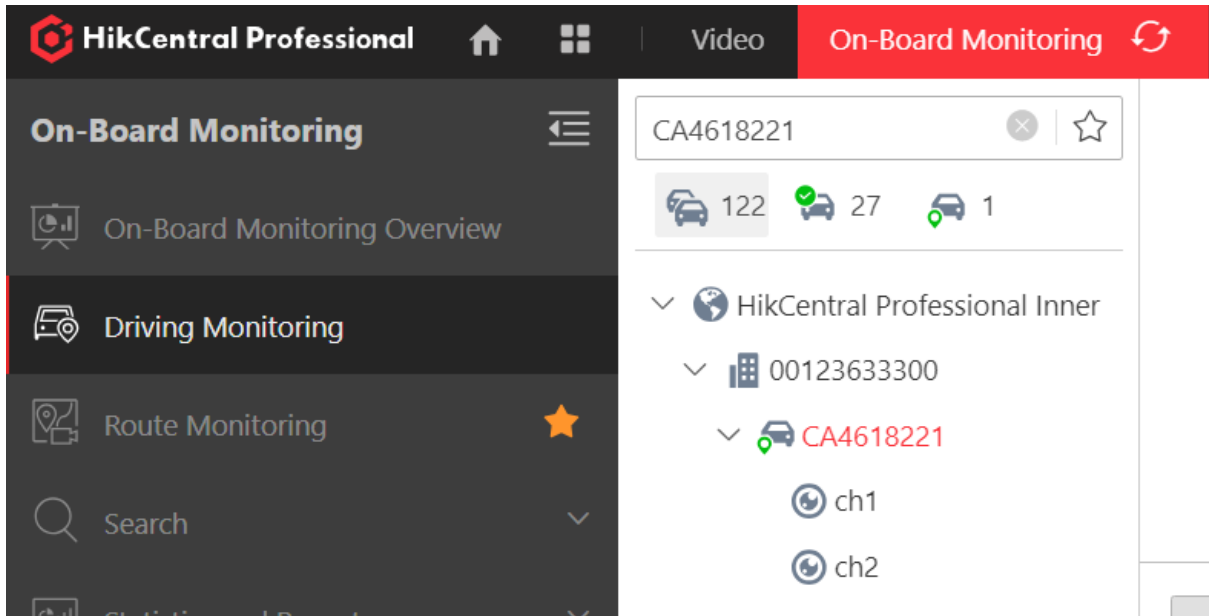 HikCentral Professional
Video
On-Board Monitoring
On-Board Monitoring
On-Board Monitoring Overview
Driving Monitoring
Route Monitoring
Search
CA4618221
122
27
1
HikCentral Professional Inner
00123633300
CA4618221
ch1
ch2